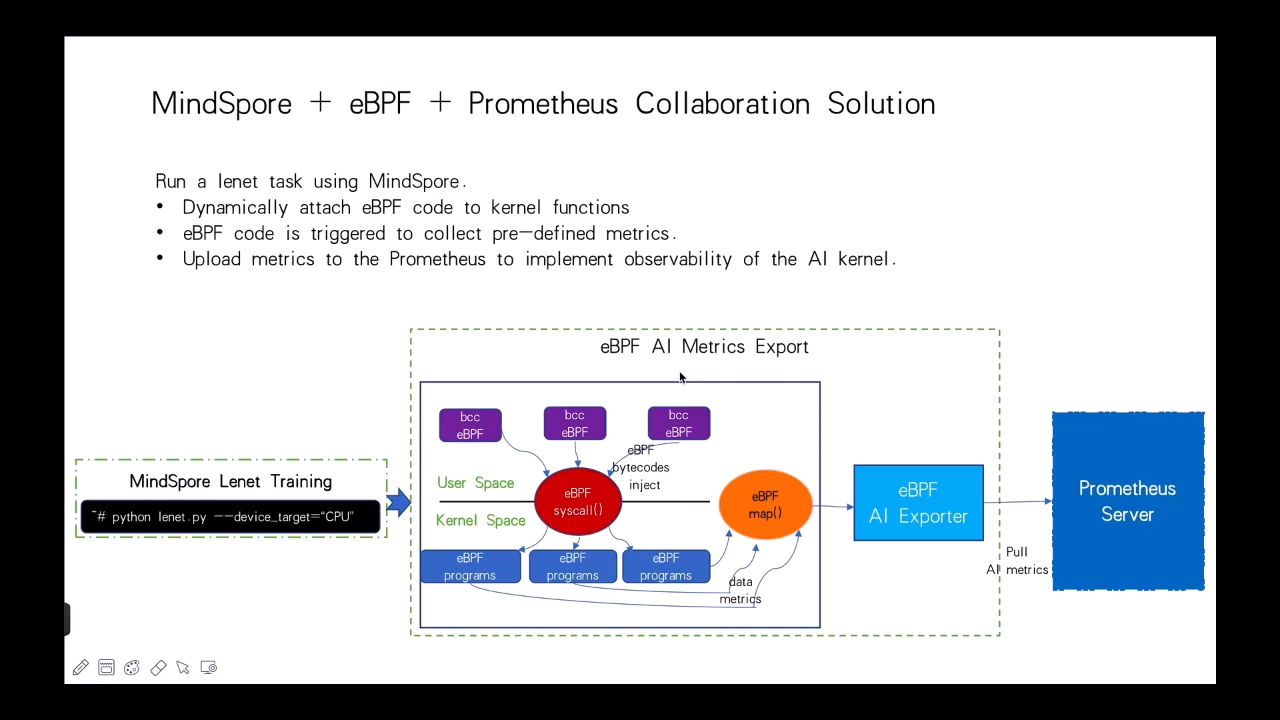 MindSpore + eBPF + Prometheus Collaboration Solution
Run a lenet task using MindSpore.
• Dynamically attach eBPF code to kernel functions
• eBPF code is triggered to collect pre-defined metrics.
• Upload metrics to the Prometheus to implement observability of the AI kernel.
eBPF AI Metrics Export
bcc
eBPF
bcc
eBPF
bcc
eBPF
eBPF
bytecodes
inject
MindSpore Lenet Training
~# python lenet.py --device_target="CPU"
User Space
Kernel Space
eBPF
syscall()
eBPF
map()
eBPF
programs
eBPF
programs
eBPF
programs
data
metrics
eBPF
AI Exporter
Pull
AI metrics
Prometheus
Server